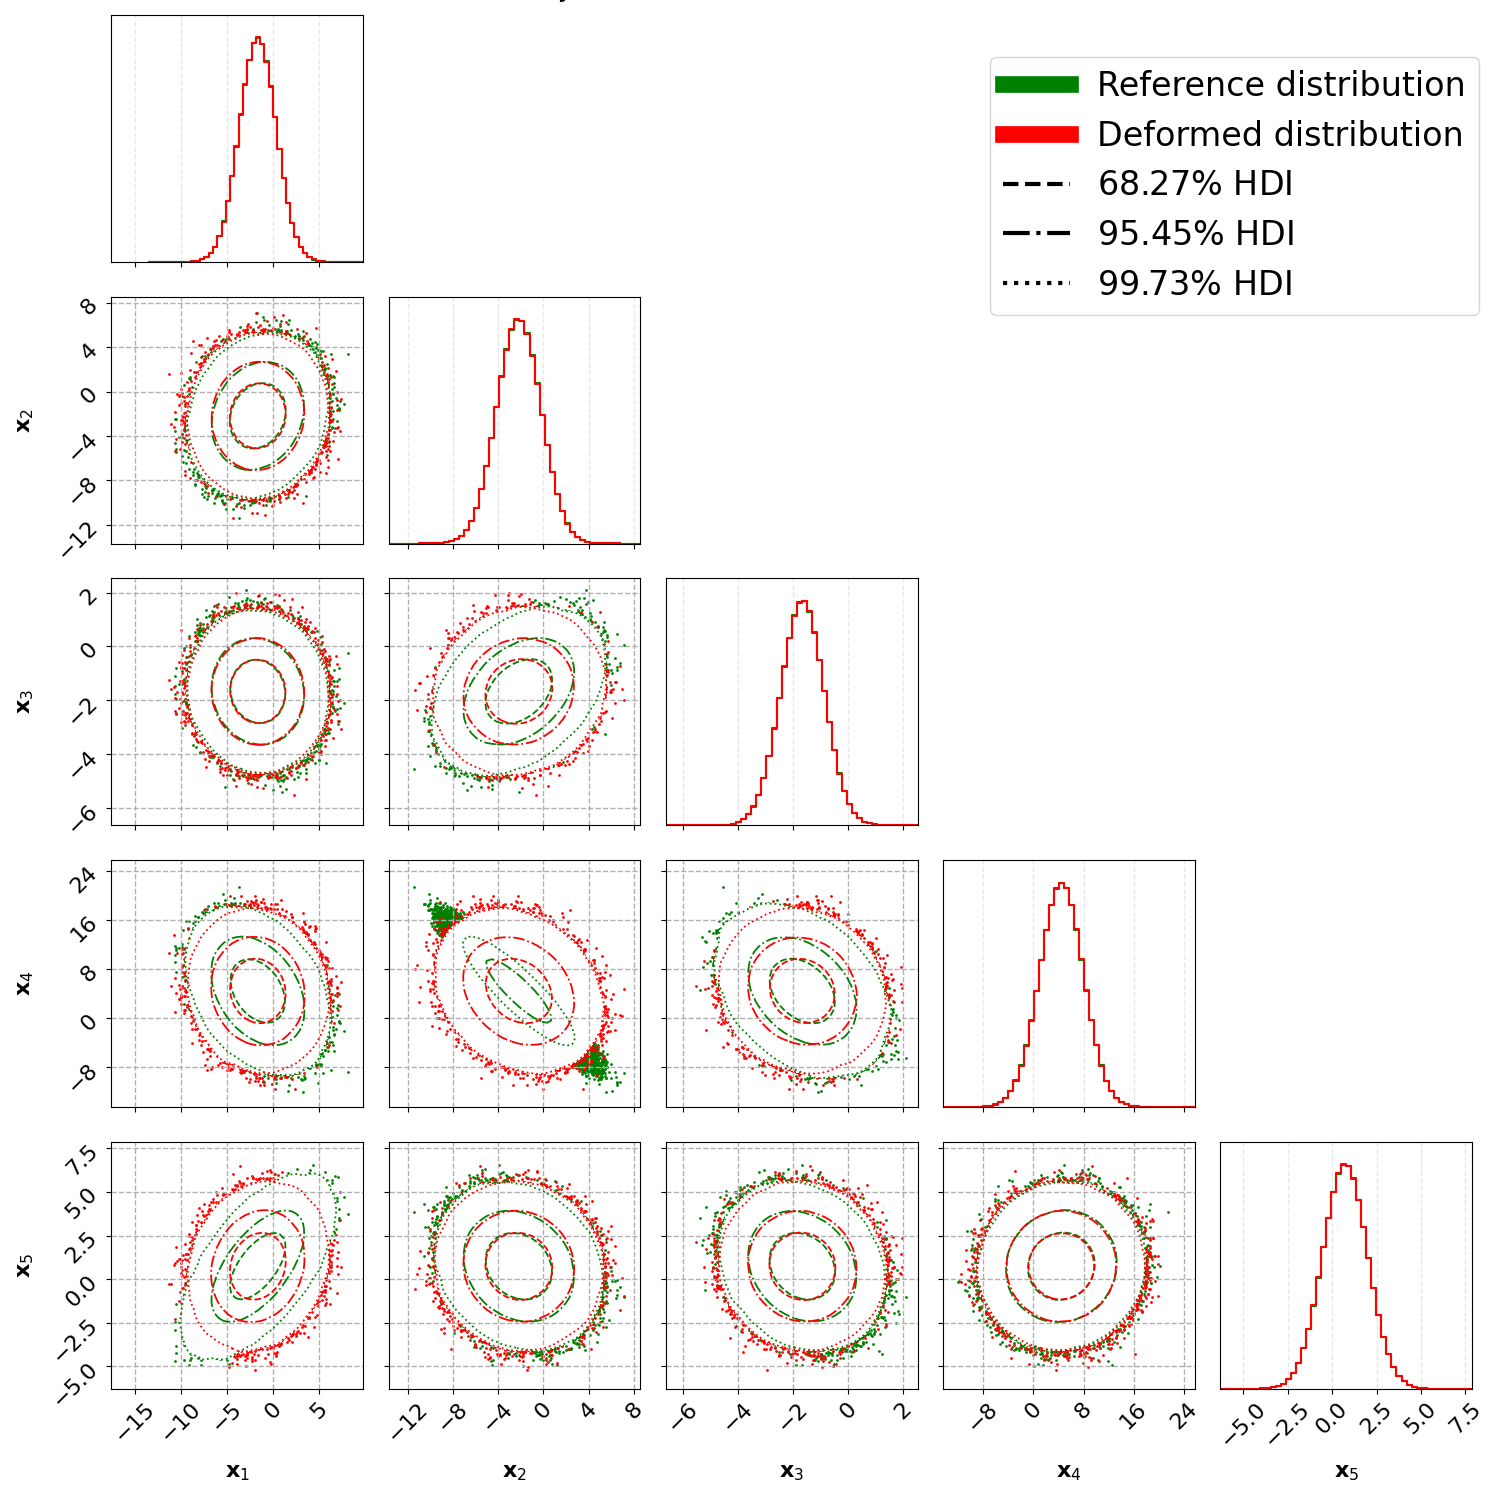 Reference distribution
Deformed distribution
68.27% HDI
95.45% HDI
99.73% HDI
8
4
0
−4
−8
−12
x₂
2
0
−2
−4
−6
x₃
24
16
8
0
−8
x₄
7.5
5.0
2.5
0.0
−2.5
−5.0
x₅
−15 −10 −5 0 5
−12 −8 −4 0 4 8
−6 −4 −2 0 2
−8 0 8 16 24
−5.0 −2.5 0.0 2.5 5.0 7.5
x₁ x₂ x₃ x₄ x₅